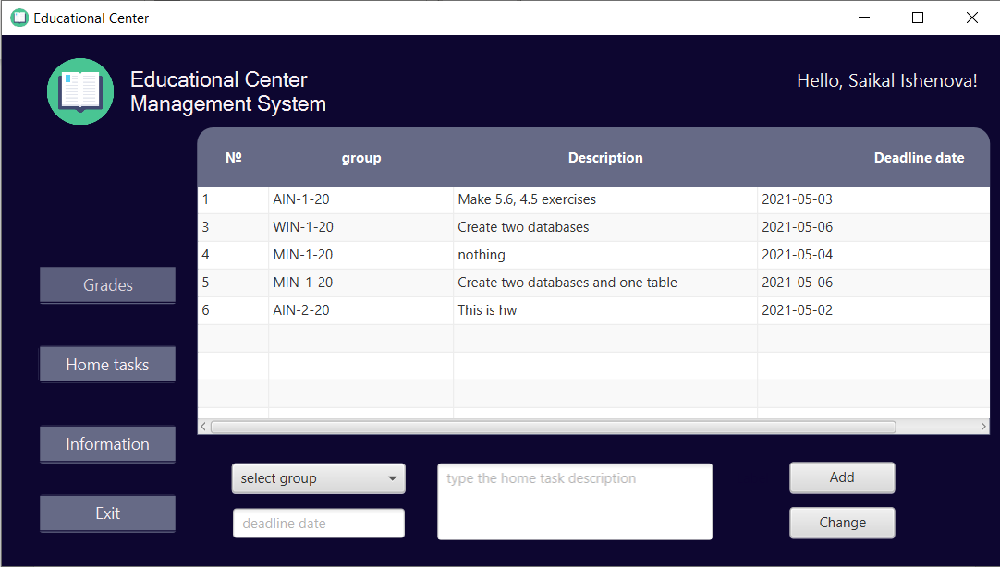 Educational Center
Educational Center
Management System
Hello, Saikal Ishenova!
№ group Description Deadline date
1 AIN-1-20 Make 5.6, 4.5 exercises 2021-05-03
3 WIN-1-20 Create two databases 2021-05-06
4 MIN-1-20 nothing 2021-05-04
5 MIN-1-20 Create two databases and one table 2021-05-06
6 AIN-2-20 This is hw 2021-05-02
Grades
Home tasks
Information
Exit
select group
deadline date
type the home task description
Add
Change